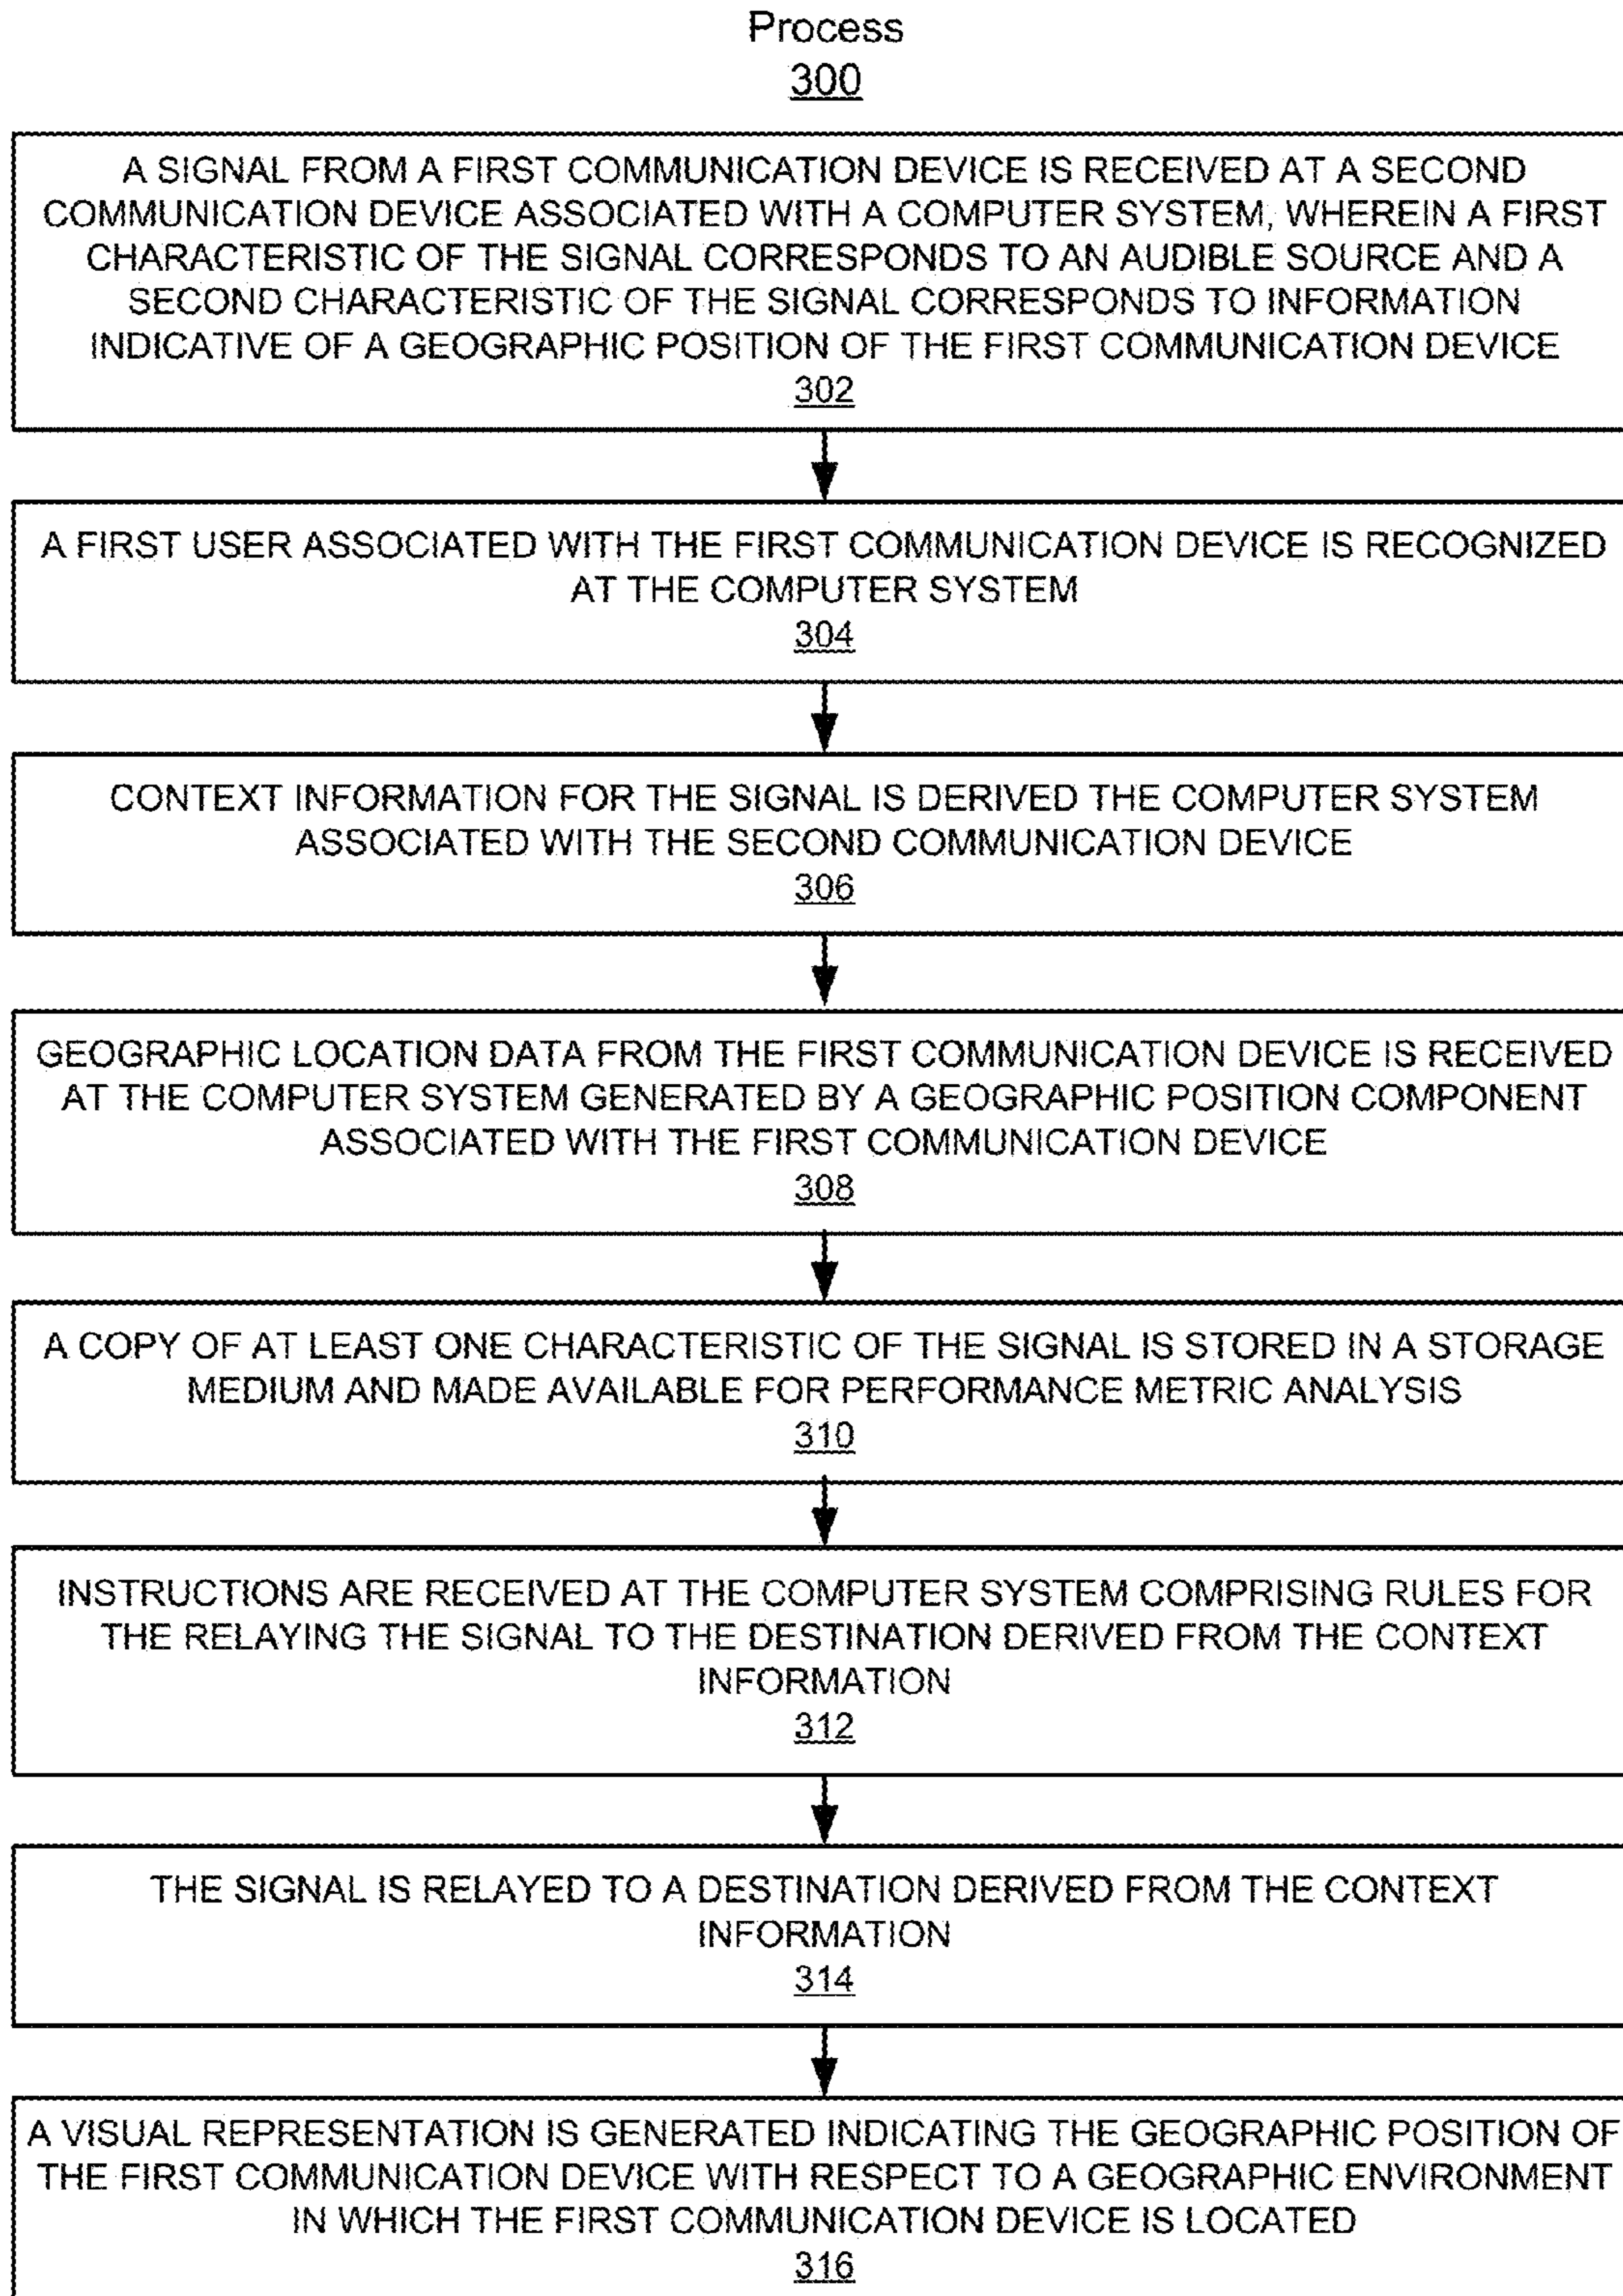 Process
300
A SIGNAL FROM A FIRST COMMUNICATION DEVICE IS RECEIVED AT A SECOND
COMMUNICATION DEVICE ASSOCIATED WITH A COMPUTER SYSTEM, WHEREIN A FIRST
CHARACTERISTIC OF THE SIGNAL CORRESPONDS TO AN AUDIBLE SOURCE AND A
SECOND CHARACTERISTIC OF THE SIGNAL CORRESPONDS TO INFORMATION
INDICATIVE OF A GEOGRAPHIC POSITION OF THE FIRST COMMUNICATION DEVICE
302
A FIRST USER ASSOCIATED WITH THE FIRST COMMUNICATION DEVICE IS RECOGNIZED
AT THE COMPUTER SYSTEM
304
CONTEXT INFORMATION FOR THE SIGNAL IS DERIVED THE COMPUTER SYSTEM
ASSOCIATED WITH THE SECOND COMMUNICATION DEVICE
306
GEOGRAPHIC LOCATION DATA FROM THE FIRST COMMUNICATION DEVICE IS RECEIVED
AT THE COMPUTER SYSTEM GENERATED BY A GEOGRAPHIC POSITION COMPONENT
ASSOCIATED WITH THE FIRST COMMUNICATION DEVICE
308
A COPY OF AT LEAST ONE CHARACTERISTIC OF THE SIGNAL IS STORED IN A STORAGE
MEDIUM AND MADE AVAILABLE FOR PERFORMANCE METRIC ANALYSIS
310
INSTRUCTIONS ARE RECEIVED AT THE COMPUTER SYSTEM COMPRISING RULES FOR
THE RELAYING THE SIGNAL TO THE DESTINATION DERIVED FROM THE CONTEXT
INFORMATION
312
THE SIGNAL IS RELAYED TO A DESTINATION DERIVED FROM THE CONTEXT
INFORMATION
314
A VISUAL REPRESENTATION IS GENERATED INDICATING THE GEOGRAPHIC POSITION OF
THE FIRST COMMUNICATION DEVICE WITH RESPECT TO A GEOGRAPHIC ENVIRONMENT
IN WHICH THE FIRST COMMUNICATION DEVICE IS LOCATED
316